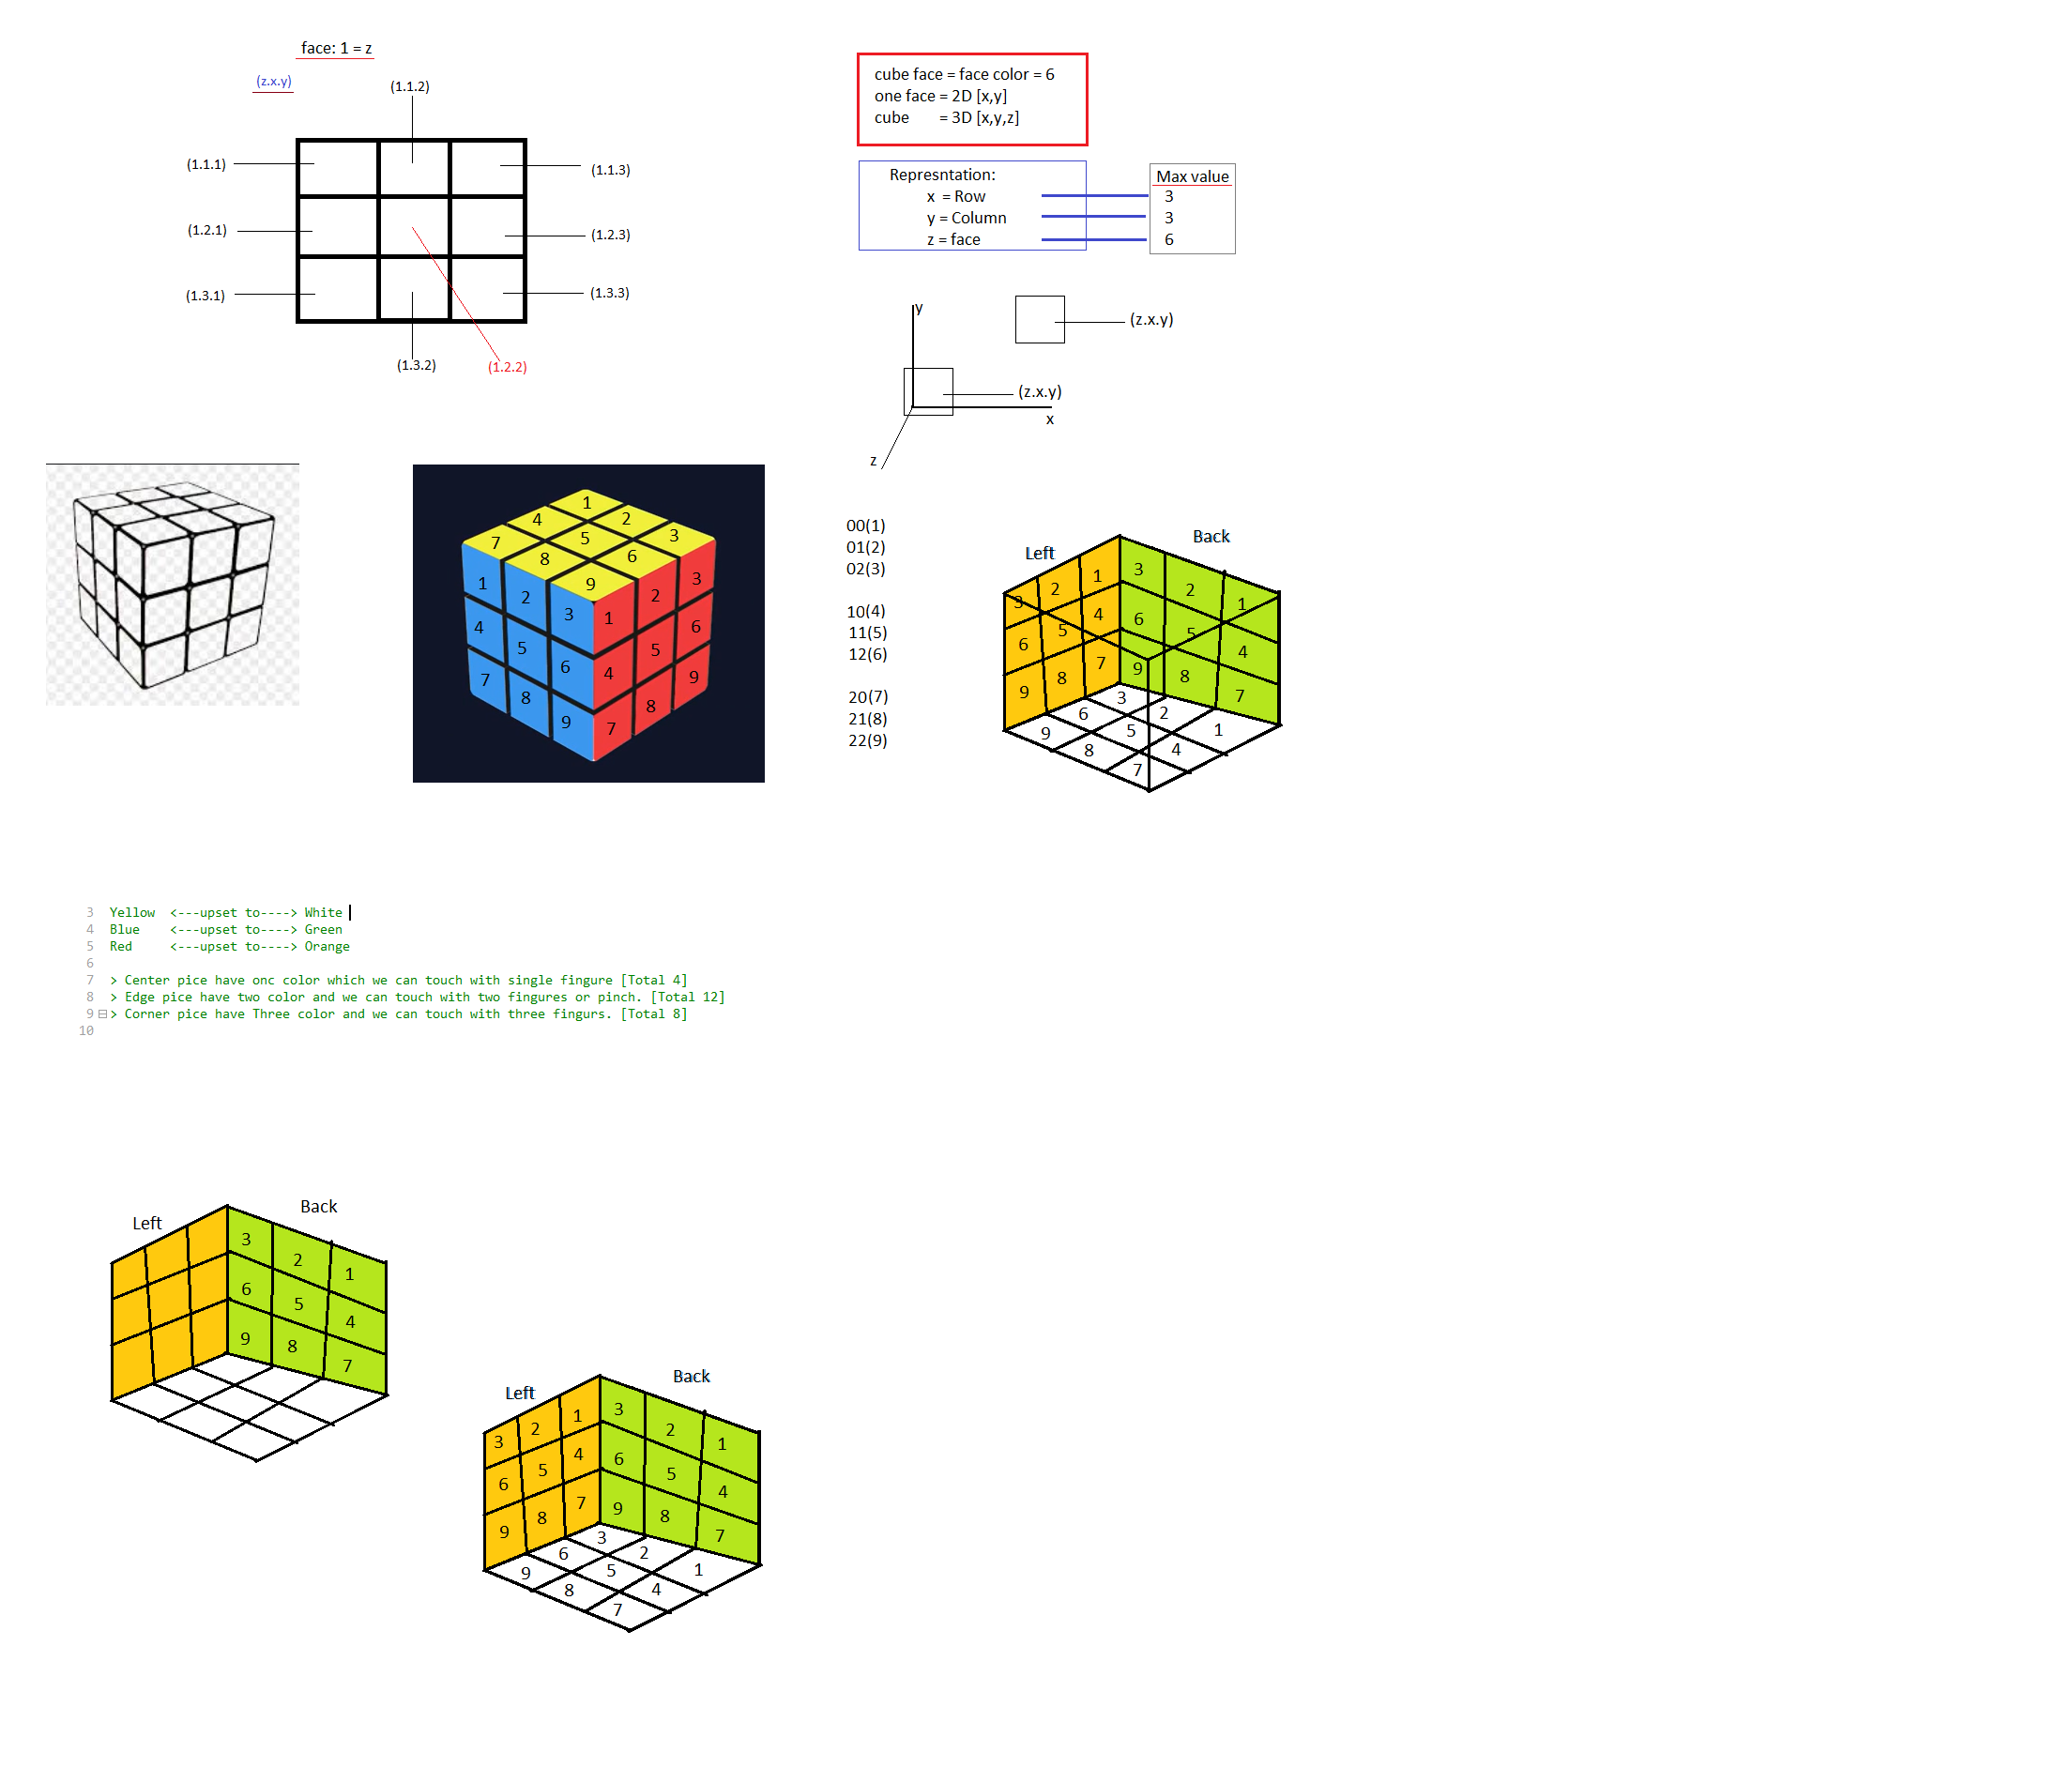 face: 1 = z
(z.x.y)
(1.1.2)
(1.1.1)
(1.1.3)
(1.2.1)
(1.2.3)
(1.3.1)
(1.3.3)
(1.3.2)
(1.2.2)
cube face = face color = 6
one face = 2D [x,y]
cube = 3D [x,y,z]
Represntation:
x = Row
y = Column
z = face
Max value
3
3
6
y
(z.x.y)
(z.x.y)
x
z
1
4 2
7 5 3
8 6
9
1 2 3
4 5 6
7 8 9
1 2 3
4 5 6
7 8 9
00(1)
01(2)
02(3)
10(4)
11(5)
12(6)
20(7)
21(8)
22(9)
Left
Back
3 2 1
6 5 4
9 8 7
3 2 1
6 5 4
9 8 7
3 2 1
6 5 4
9 8 7
3 Yellow <---upset to----> White
4 Blue <---upset to----> Green
5 Red <---upset to----> Orange
6
7 > Center pice have onc color which we can touch with single fingure [Total 4]
8 > Edge pice have two color and we can touch with two fingures or pinch. [Total 12]
9 > Corner pice have Three color and we can touch with three fingurs. [Total 8]
10
Left
Back
3 2 1
6 5 4
9 8 7
Left
Back
3 2 1
6 5 4
9 8 7
3 2 1
6 5 4
9 8 7
3 2 1
6 5 4
9 8 7